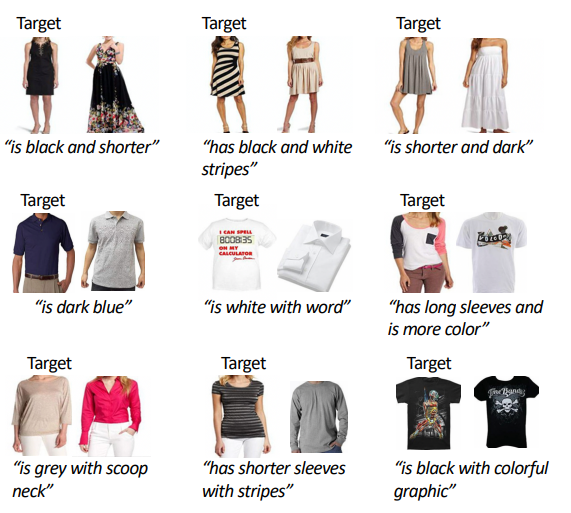 Target Target Target
“is black and shorter” “has black and white stripes” “is shorter and dark”
Target Target Target
I CAN SPELL
8008135
ON MY
CALCULATOR
“is dark blue” “is white with word” “has long sleeves and is more color”
Target Target Target
“is grey with scoop neck” “has shorter sleeves with stripes” “is black with colorful graphic”